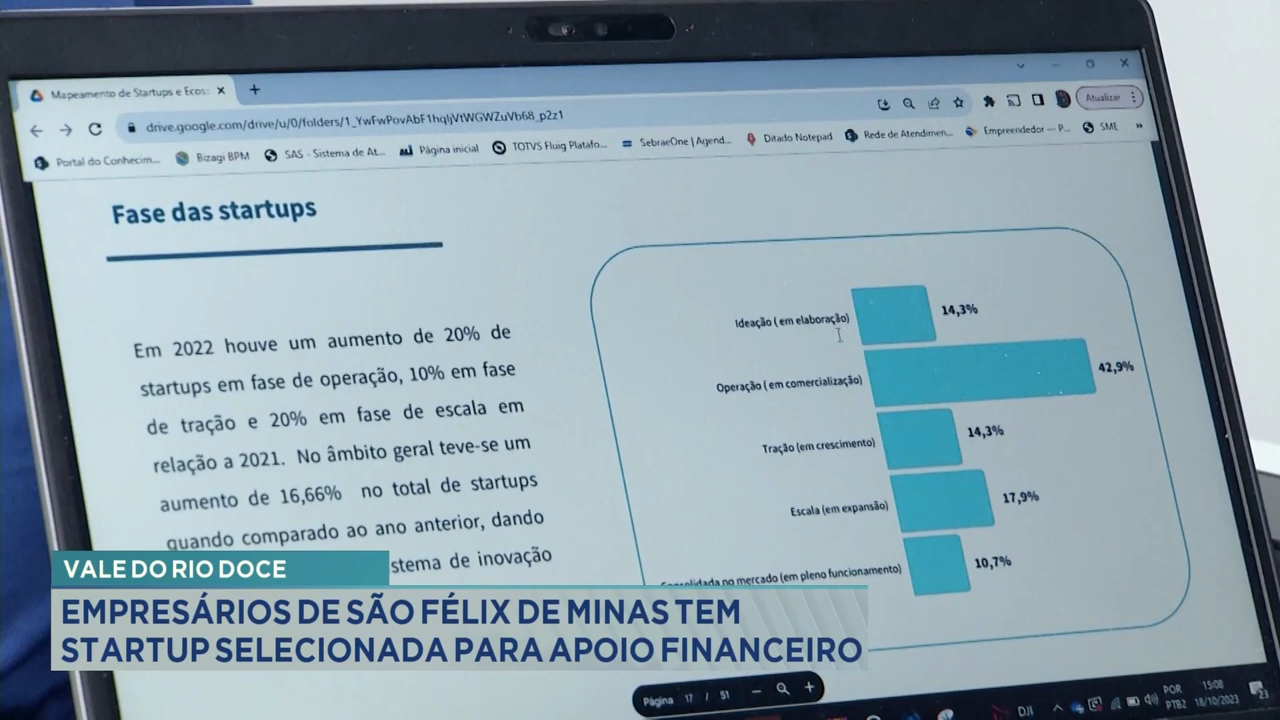 Mapeamento de Startups e Ecos
drive.google.com/drive/u/0/folders/1_YwFwPovAbF1hqIjVtWGWZuVb68_p2z1
Atualizar
Portal do Conhecim...
Bizagi BPM
SAS - Sistema de At...
Página inicial
TOTVS Fluig Platafo...
SebraeOne | Agend...
Ditado Notepad
Rede de Atendimen...
Empreendedor — P...
SME
Fase das startups
Em 2022 houve um aumento de 20% de
startups em fase de operação, 10% em fase
de tração e 20% em fase de escala em
relação a 2021. No âmbito geral teve-se um
aumento de 16,66% no total de startups
quando comparado ao ano anterior, dando
stema de inovação
Ideação ( em elaboração) 14,3%
Operação ( em comercialização) 42,9%
Tração (em crescimento) 14,3%
Escala (em expansão) 17,9%
no mercado (em pleno funcionamento) 10,7%
VALE DO RIO DOCE
EMPRESÁRIOS DE SÃO FÉLIX DE MINAS TEM
STARTUP SELECIONADA PARA APOIO FINANCEIRO
Página 17 / 51
DJI
POR
PTB2
15:08
18/10/2023
23